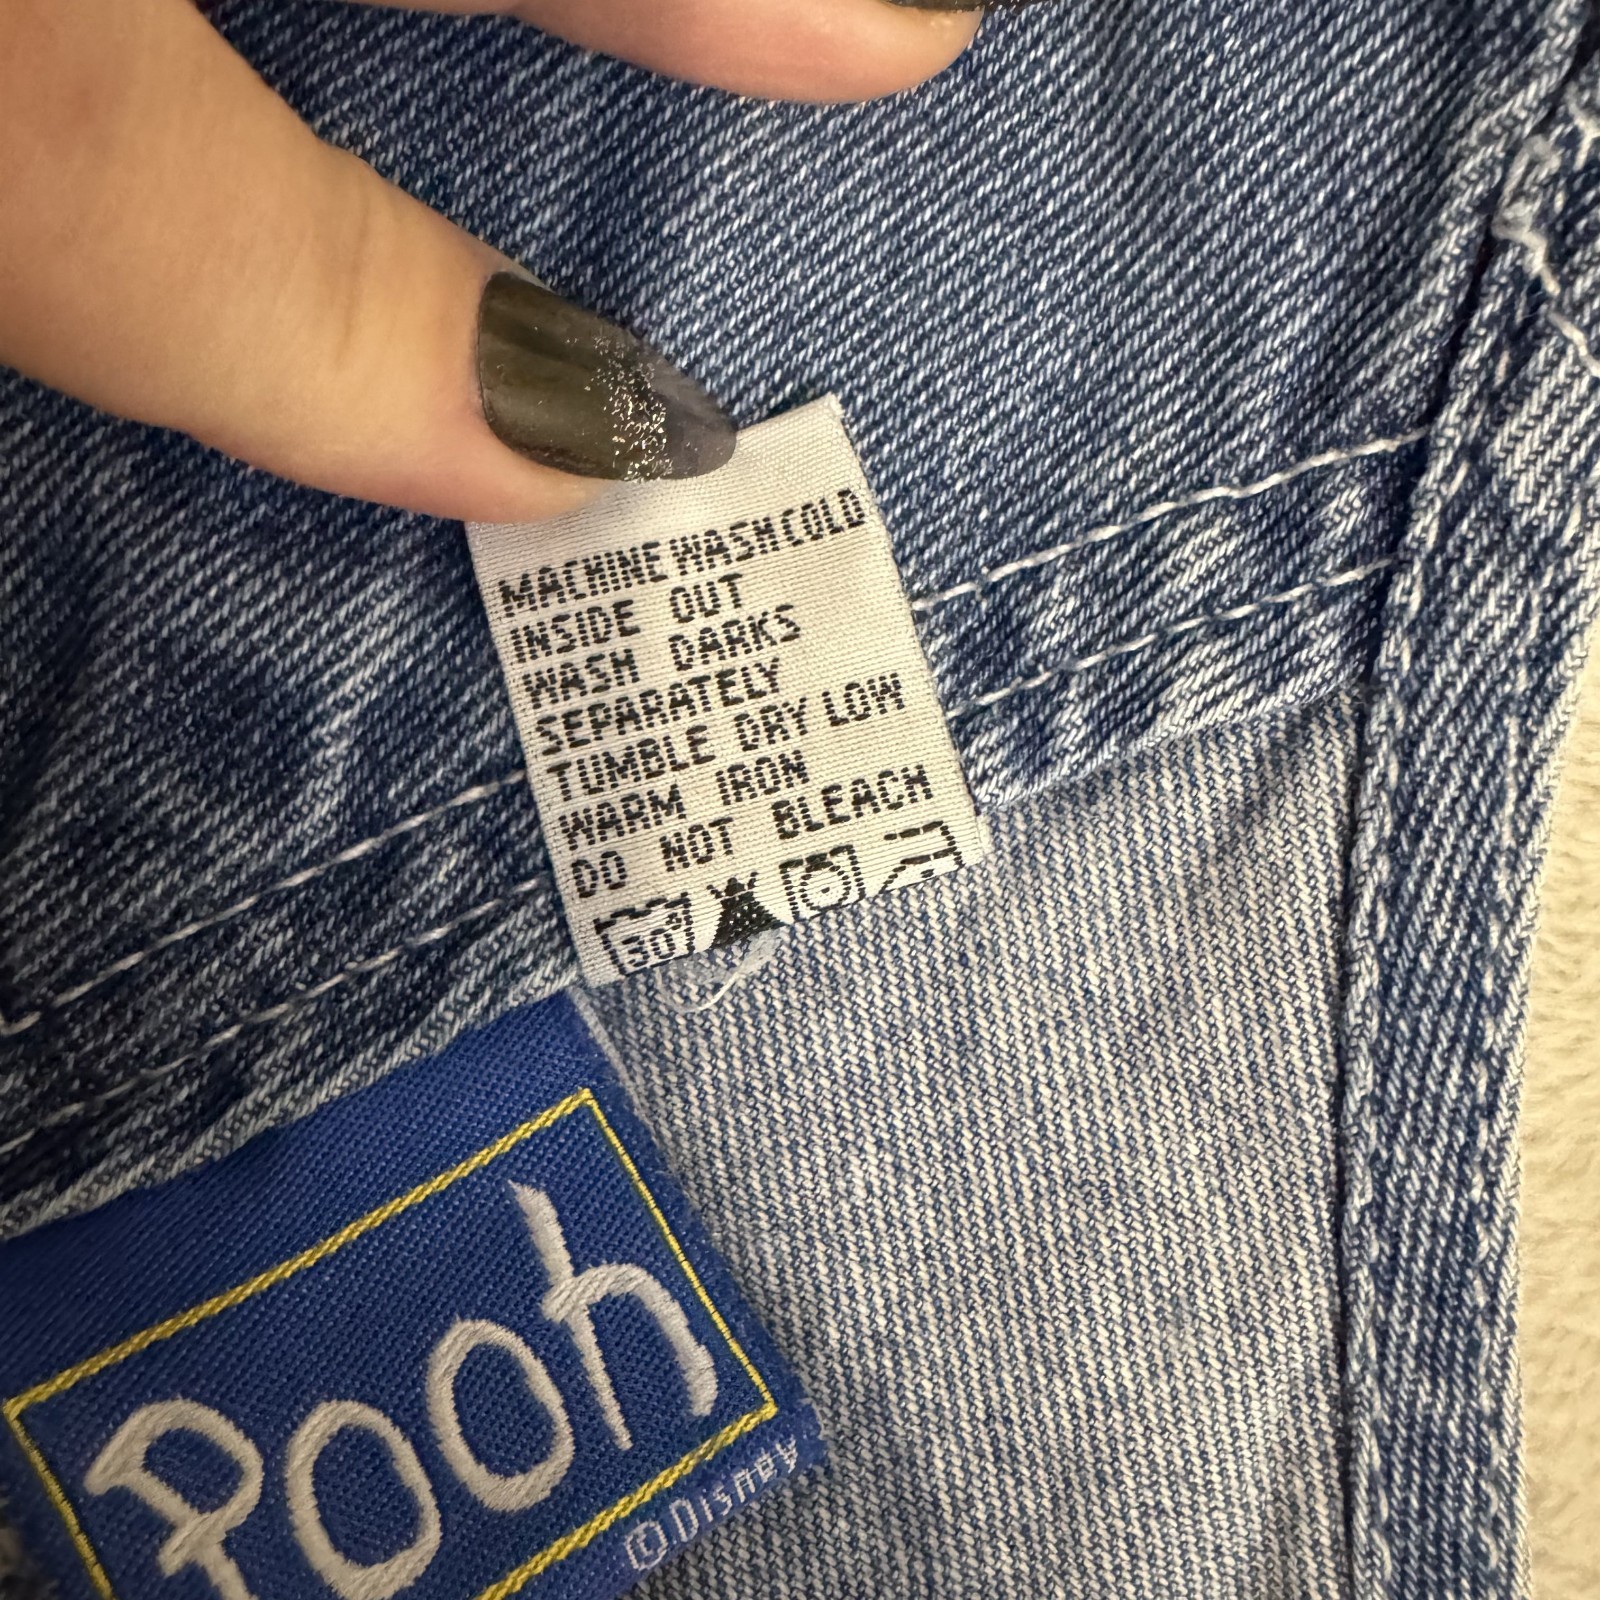 MACHINE WASH COLD
INSIDE OUT
WASH DARKS
SEPARATELY
TUMBLE DRY LOW
WARM IRON
DO NOT BLEACH
30°
Pooh
© Disney